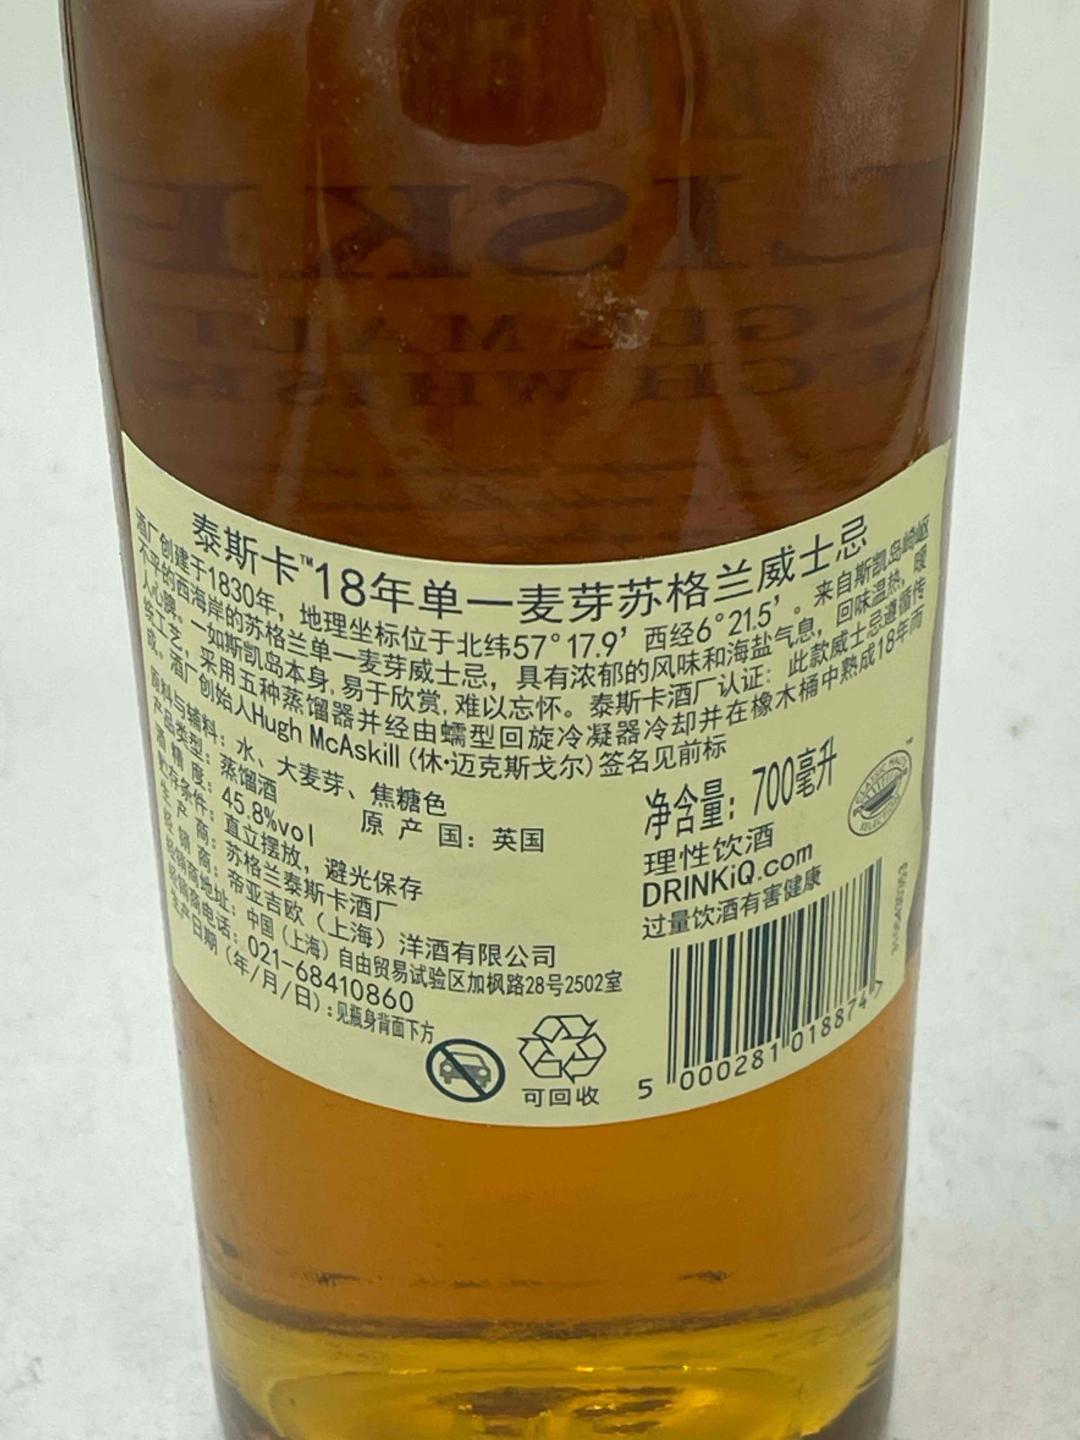 泰斯卡™18年单一麦芽苏格兰威士忌
酒厂创建于1830年，地理坐标位于北纬57°17.9’西经6°21.5’。来自斯凯岛崎岖
不平的西海岸的苏格兰单一麦芽威士忌，具有浓郁的风味和海盐气息，回味温热，暖
人心脾。一如斯凯岛本身，易于欣赏，难以忘怀。泰斯卡酒厂认证：此款威士忌遵循传
统工艺，采用五种蒸馏器并经由蠕型回旋冷凝器冷却并在橡木桶中熟成18年而
成。酒厂创始人Hugh McAskill (休·迈克斯戈尔)签名见前标
原料与辅料：水、大麦芽、焦糖色
产品类型：蒸馏酒
酒精度：45.8%vol 原产国：英国
贮存条件：直立摆放，避光保存
生产商：苏格兰泰斯卡酒厂
经销商：帝亚吉欧（上海）洋酒有限公司
经销商地址：中国（上海）自由贸易试验区加枫路28号2502室
经销商电话：021-68410860
生产日期（年/月/日）：见瓶身背面下方
净含量：700毫升
理性饮酒
DRINKiQ.com
过量饮酒有害健康
CLASSIC MALTS
SELECTION
可回收
5 000281 018874 >